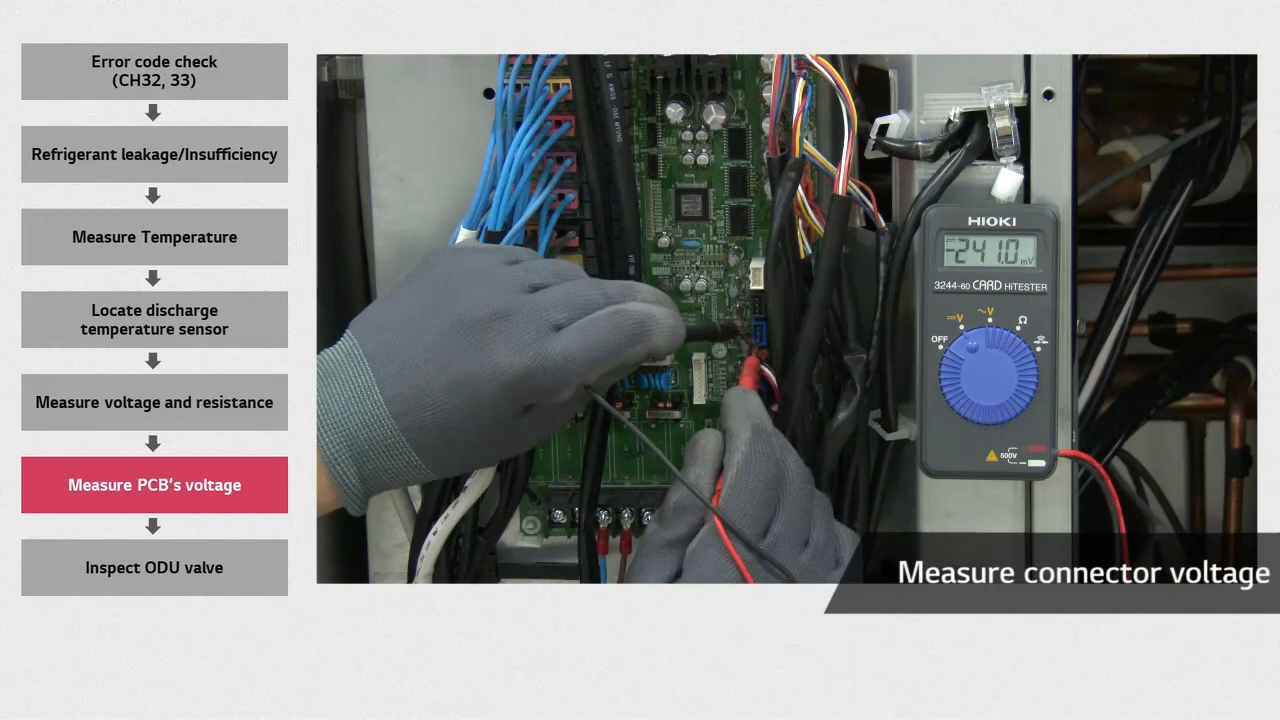 Error code check
(CH32, 33)
Refrigerant leakage/Insufficiency
Measure Temperature
Locate discharge
temperature sensor
Measure voltage and resistance
Measure PCB's voltage
Inspect ODU valve
HIOKI
-241.0 mV
3244-60 CARD HiTESTER
⎓V
~V
Ω
OFF
500V
Measure connector voltage